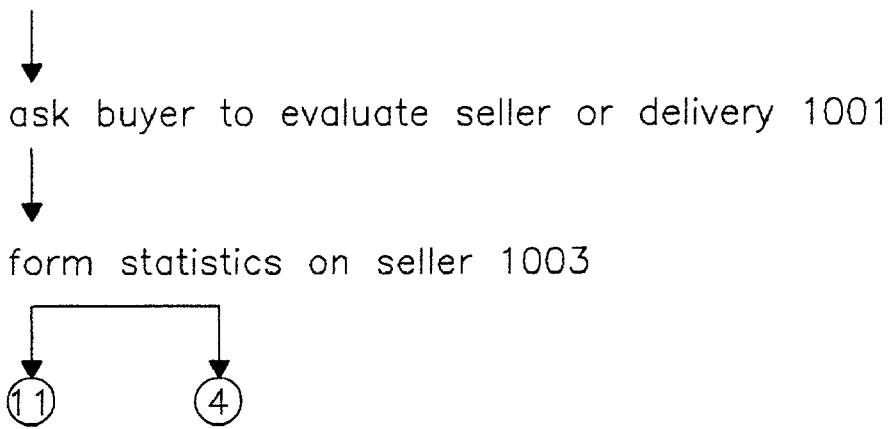 ask buyer to evaluate seller or delivery 1001
form statistics on seller 1003
11 4